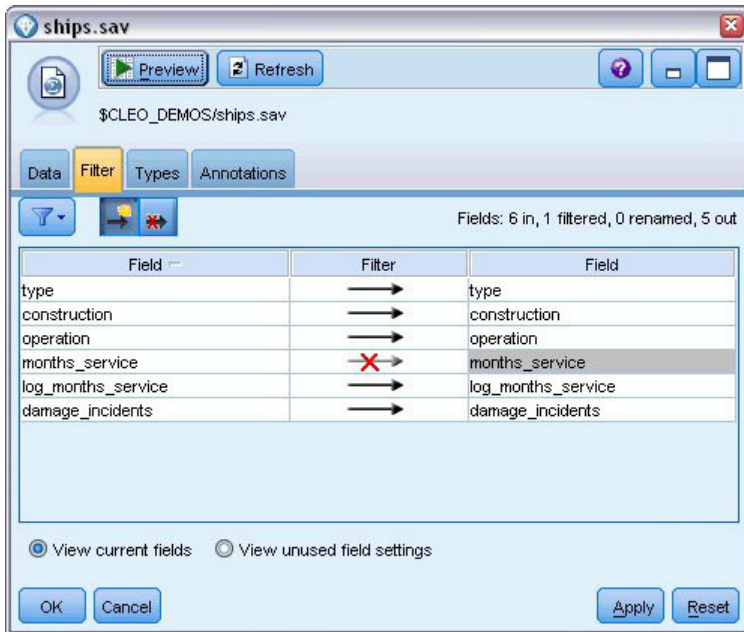 ships.sav
Preview Refresh
$CLEO_DEMOS/ships.sav
Data Filter Types Annotations
Fields: 6 in, 1 filtered, 0 renamed, 5 out
Field Filter Field
type type
construction construction
operation operation
months_service months_service
log_months_service log_months_service
damage_incidents damage_incidents
View current fields View unused field settings
OK Cancel Apply Reset